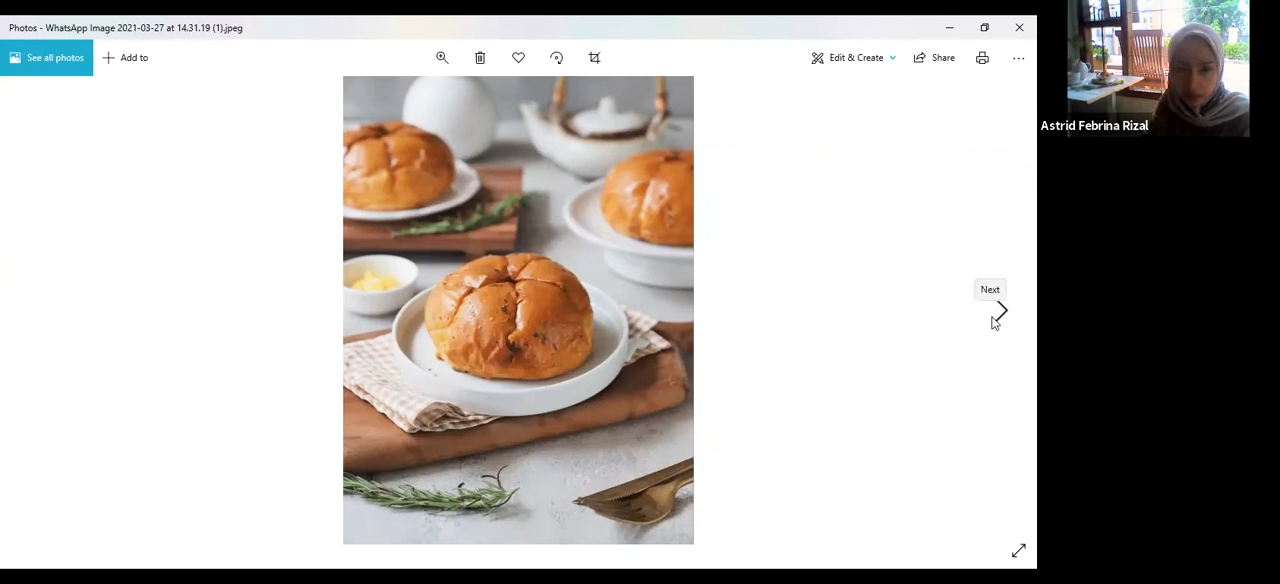 Photos - WhatsApp Image 2021-03-27 at 14.31.19 (1).jpeg
See all photos
Add to
Edit & Create
Share
Next
Astrid Febrina Rizal